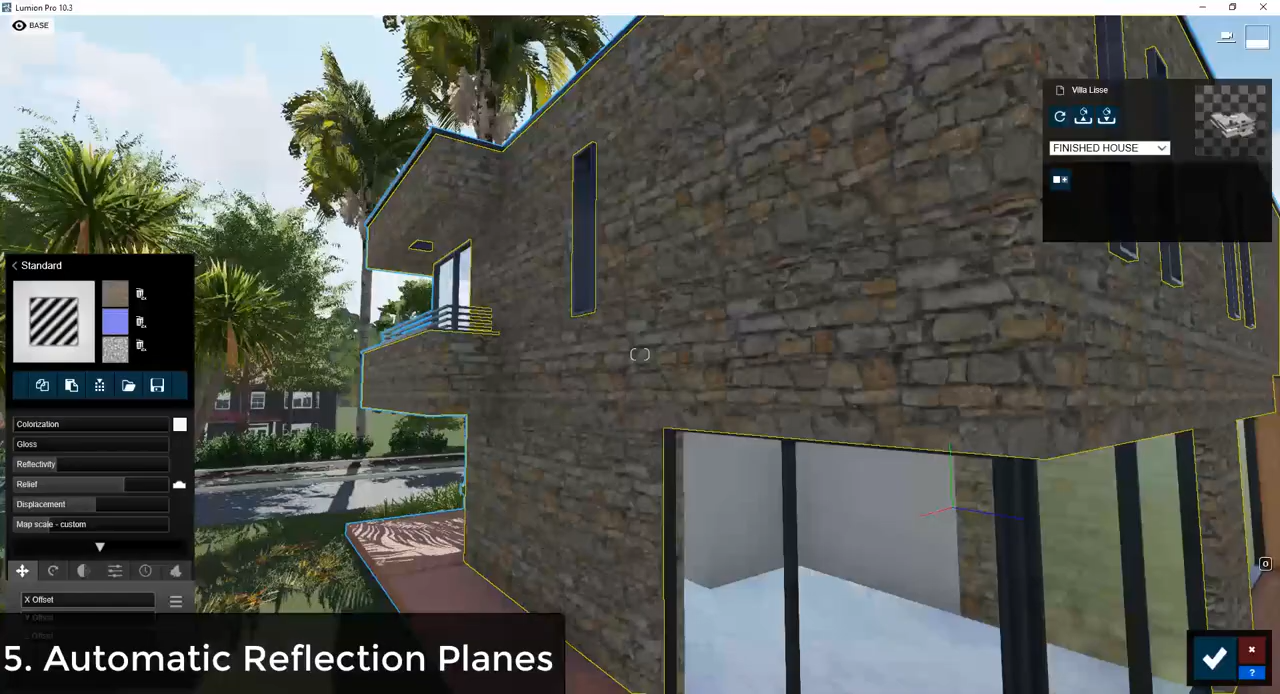 Lumion Pro 10.3
BASE
Villa Lisse
FINISHED HOUSE
Standard
Colorization
Gloss
Reflectivity
Relief
Displacement
Map scale - custom
X Offset
Y Offset
5. Automatic Reflection Planes
O
?